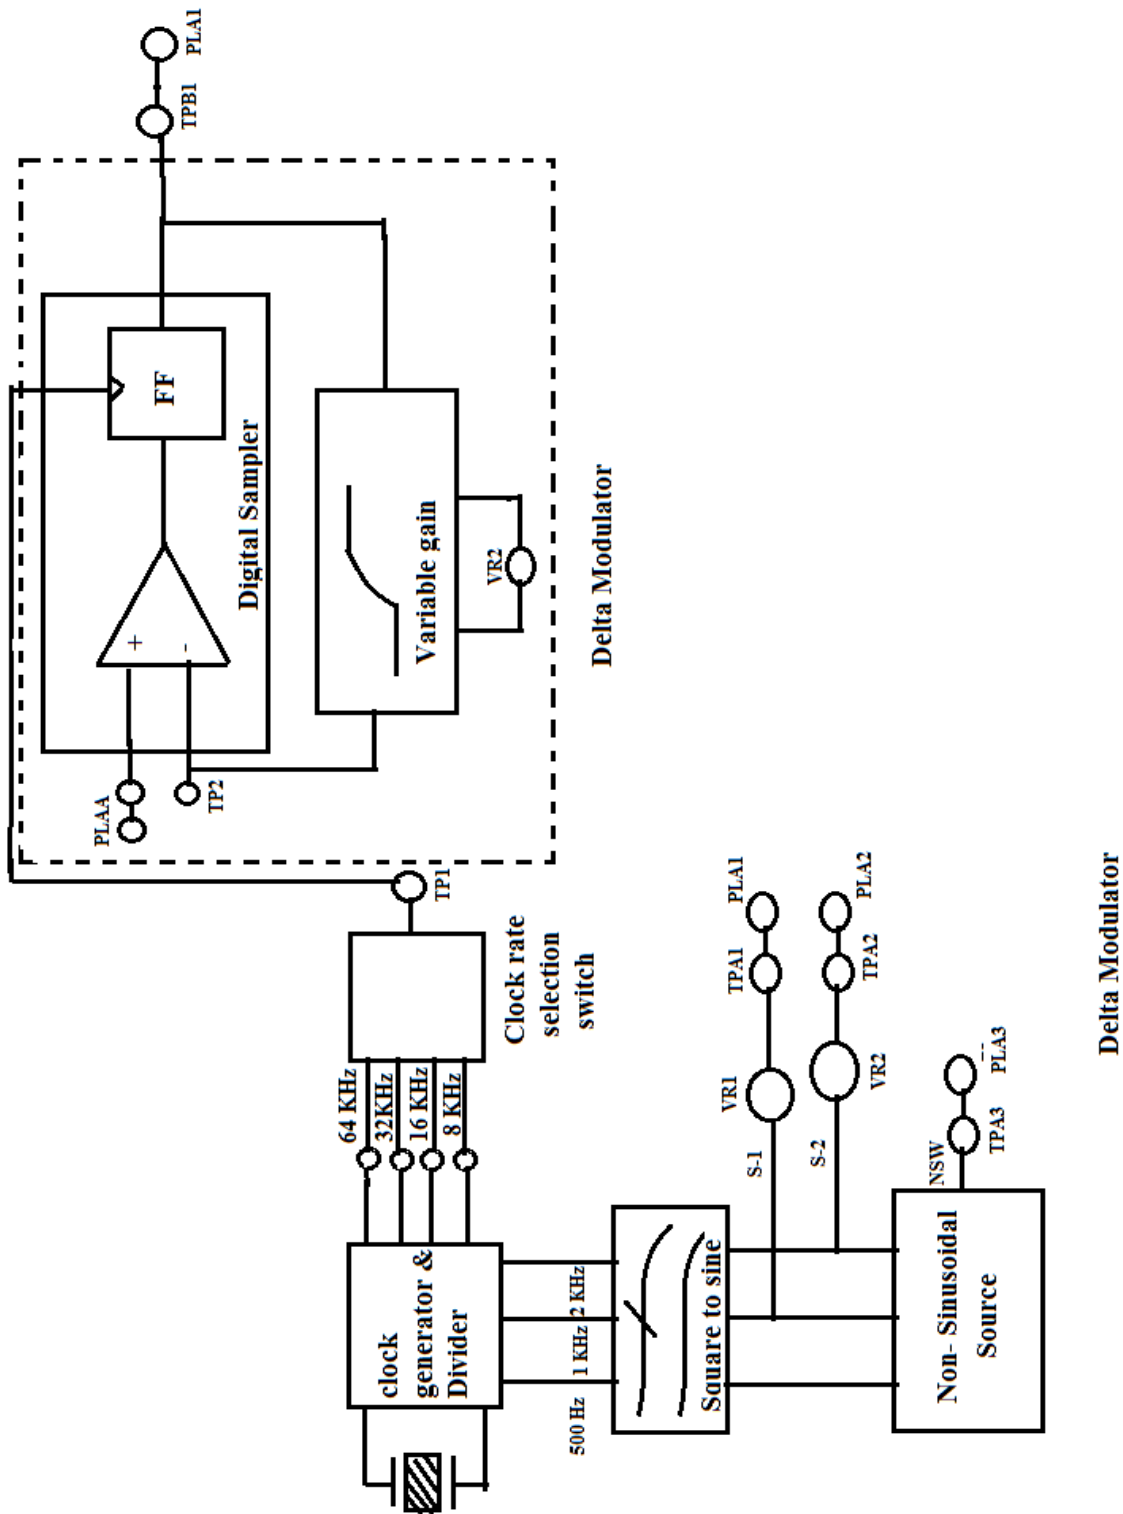 clock
generator &
Divider
64 KHz
32KHz
16 KHz
8 KHz
Clock rate
selection
switch
TP1
PLAA
TP2
+
-
FF
Digital Sampler
Variable gain
VR2
TPB1
PLA1
Delta Modulator
500 Hz
1 KHz
2 KHz
Square to sine
S-1
VR1
TPA1
PLA1
S-2
VR2
TPA2
PLA2
Non- Sinusoidal
Source
NSW
TPA3
PLA3
Delta Modulator